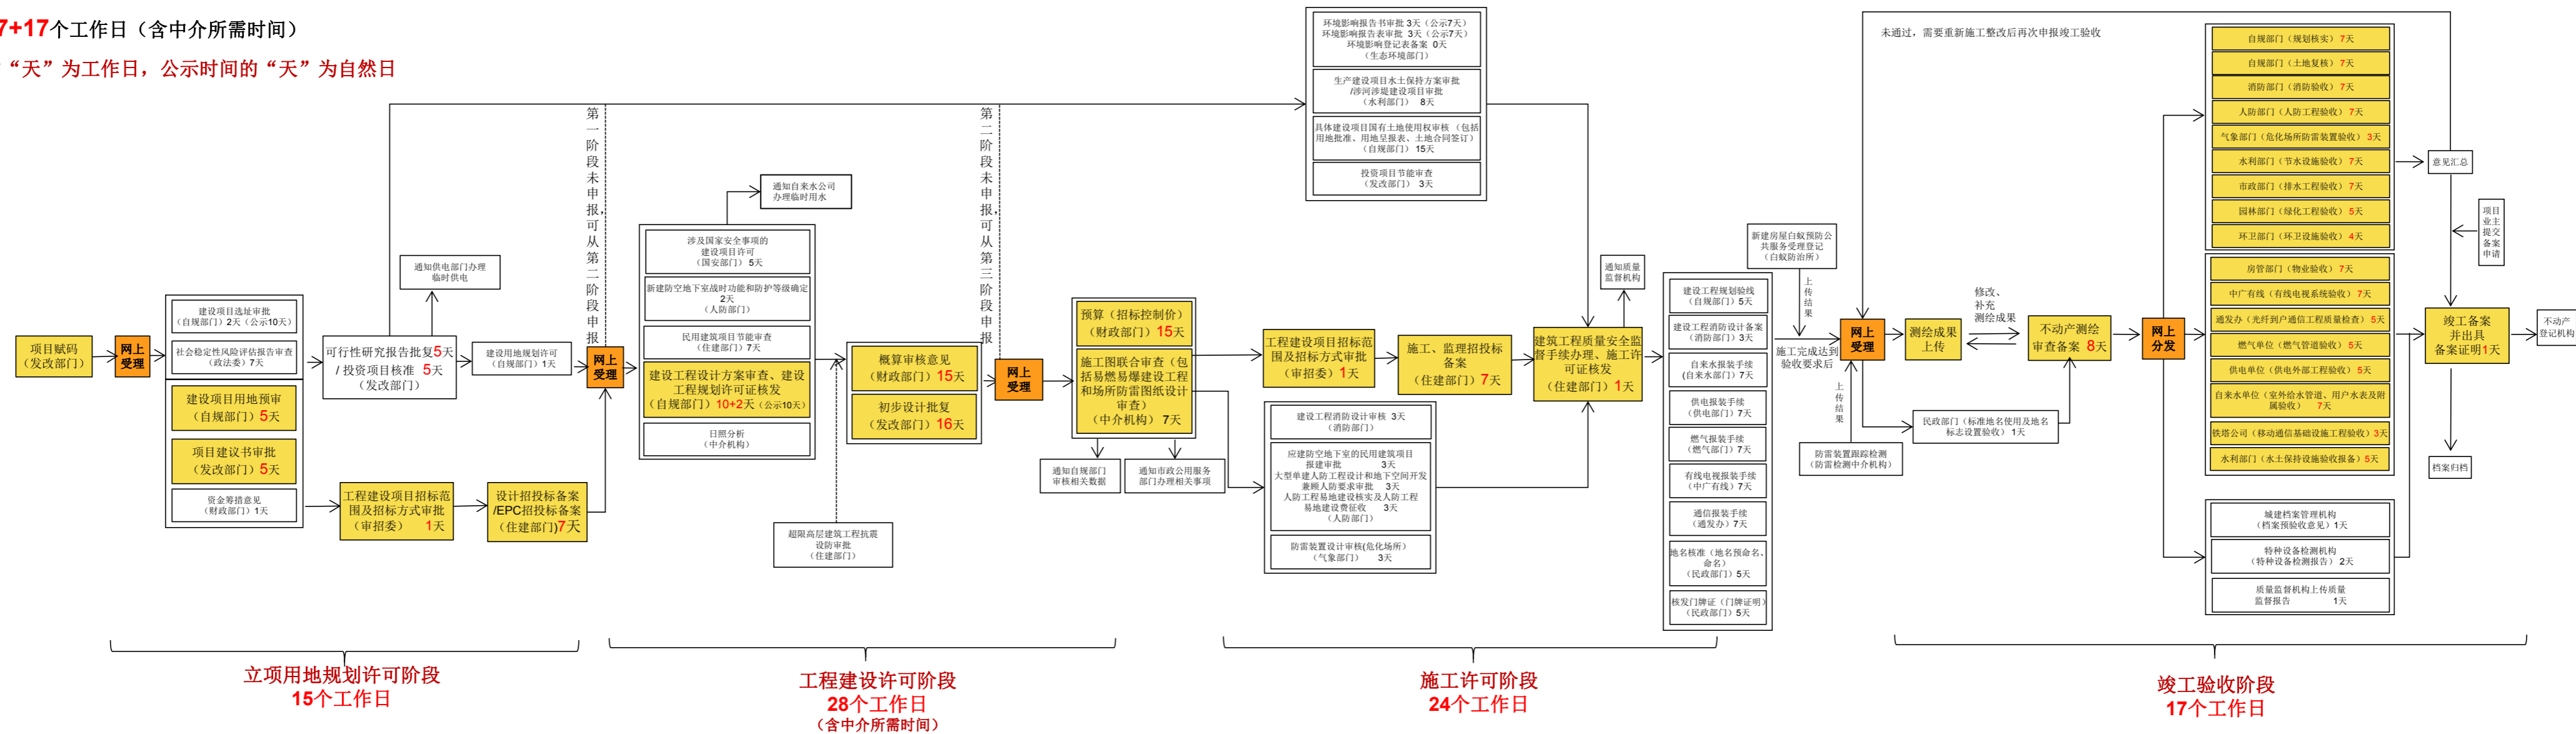 7+17个工作日（含中介所需时间）
“天”为工作日，公示时间的“天”为自然日
项目赋码
（发改部门）
网上
受理
建设项目选址审批
（自规部门）2天（公示10天）
社会稳定性风险评估报告审查
（政法委）7天
建设项目用地预审
（自规部门）5天
项目建议书审批
（发改部门）5天
资金筹措意见
（财政部门）1天
通知供电部门办理
临时供电
可行性研究报告批复5天
/ 投资项目核准 5天
（发改部门）
建设用地规划许可
（自规部门）1天
工程建设项目招标范
围及招标方式审批
（审招委） 1天
设计招投标备案
/EPC招投标备案
（住建部门)7天
第一阶段未申报，可从第二阶段申报
网上
受理
通知自来水公司
办理临时用水
涉及国家安全事项的
建设项目许可
（国安部门）5天
新建防空地下室战时功能和防护等级确定
2天
（人防部门）
民用建筑项目节能审查
（住建部门）7天
建设工程设计方案审查、建设
工程规划许可证核发
（自规部门）10+2天（公示10天）
日照分析
（中介机构）
超限高层建筑工程抗震
设防审批
（住建部门）
概算审核意见
（财政部门）15天
初步设计批复
（发改部门）16天
第二阶段未申报，可从第三阶段申报
网上
受理
预算（招标控制价）
（财政部门）15天
施工图联合审查（包
括易燃易爆建设工程
和场所防雷图纸设计
审查）
（中介机构）7天
通知自规部门
审核相关数据
通知市政公用服务
部门办理相关事项
环境影响报告书审批 3天（公示7天）
环境影响报告表审批 3天（公示7天）
环境影响登记表备案 0天
（生态环境部门）
生产建设项目水土保持方案审批
/涉河涉堤建设项目审批
（水利部门） 8天
具体建设项目国有土地使用权审核（包括
用地批准、用地呈报表、土地合同签订）
（自规部门）15天
投资项目节能审查
（发改部门） 3天
工程建设项目招标范
围及招标方式审批
（审招委）1天
施工、监理招投标
备案
（住建部门）7天
建设工程消防设计审核 3天
（消防部门）
应建防空地下室的民用建筑项目
报建审批 3天
大型单建人防工程设计和地下空间开发
兼顾人防要求审批 3天
人防工程易地建设核实及人防工程
易地建设费征收 3天
（人防部门）
防雷装置设计审核(危化场所）
（气象部门） 3天
通知质量
监督机构
建筑工程质量安全监
督手续办理、施工许
可证核发
（住建部门）1天
建设工程规划验线
（自规部门）5天
建设工程消防设计备案
（消防部门）3天
自来水报装手续
(自来水部门）7天
供电报装手续
（供电部门）7天
燃气报装手续
（燃气部门）7天
有线电视报装手续
（中广有线）7天
通信报装手续
（通发办）7天
地名核准（地名预命名、
命名）
（民政部门）5天
核发门牌证（门牌证明）
（民政部门）5天
新建房屋白蚁预防公
共服务受理登记
（白蚁防治所）
上传结果
施工完成达到
验收要求后
网上
受理
上传结果
防雷装置跟踪检测
（防雷检测中介机构）
未通过，需要重新施工整改后再次申报竣工验收
测绘成果
上传
修改、
补充
测绘成果
不动产测绘
审查备案 8天
民政部门（标准地名使用及地名
标志设置验收）1天
网上
分发
自规部门（规划核实）7天
自规部门（土地复核）7天
消防部门（消防验收）7天
人防部门（人防工程验收）7天
气象部门（危化场所防雷装置验收）3天
水利部门（节水设施验收）7天
市政部门（排水工程验收）7天
园林部门（绿化工程验收）5天
环卫部门（环卫设施验收）4天
房管部门（物业验收）7天
中广有线（有线电视系统验收）7天
通发办（光纤到户通信工程质量检查）5天
燃气单位（燃气管道验收）5天
供电单位（供电外部工程验收）5天
自来水单位（室外给水管道、用户水表及附
属验收） 7天
铁塔公司（移动通信基础设施工程验收）3天
水利部门（水土保持设施验收报备）5天
城建档案管理机构
（档案预验收意见）1天
特种设备检测机构
（特种设备检测报告）2天
质量监督机构上传质量
监督报告 1天
意见汇总
项目
业主
提交
备案
申请
竣工备案
并出具
备案证明1天
不动产
登记机构
档案归档
立项用地规划许可阶段
15个工作日
工程建设许可阶段
28个工作日
（含中介所需时间）
施工许可阶段
24个工作日
竣工验收阶段
17个工作日